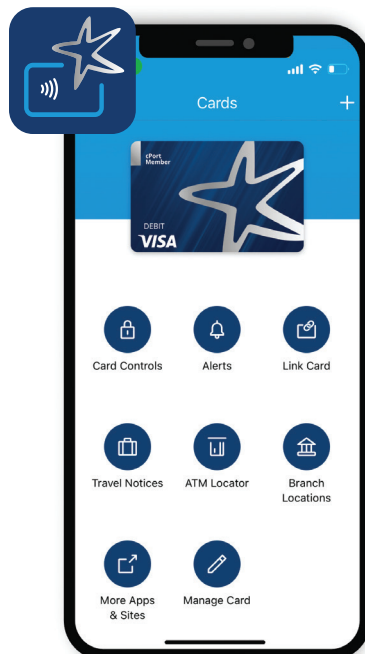 Cards
cPort
Member
DEBIT
VISA
Card Controls
Alerts
Link Card
Travel Notices
ATM Locator
Branch
Locations
More Apps
& Sites
Manage Card